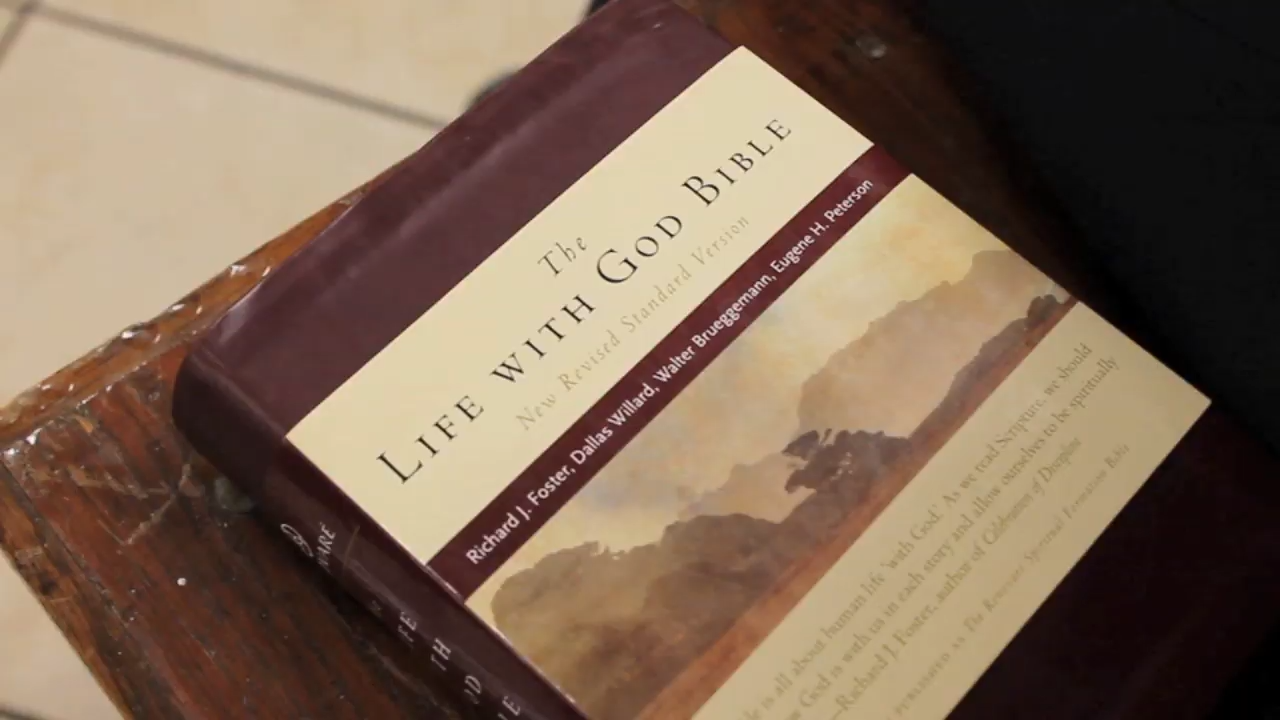 The
LIFE WITH GOD BIBLE
New Revised Standard Version
Richard J. Foster, Dallas Willard, Walter Brueggemann, Eugene H. Peterson
is all about human life 'with God.' As we read Scripture, we should
God is with us in each story and allow ourselves to be spiritually
—Richard J. Foster, author of Celebration of Discipline
PUBLISHED AS The Renovaré Spiritual Formation Bible